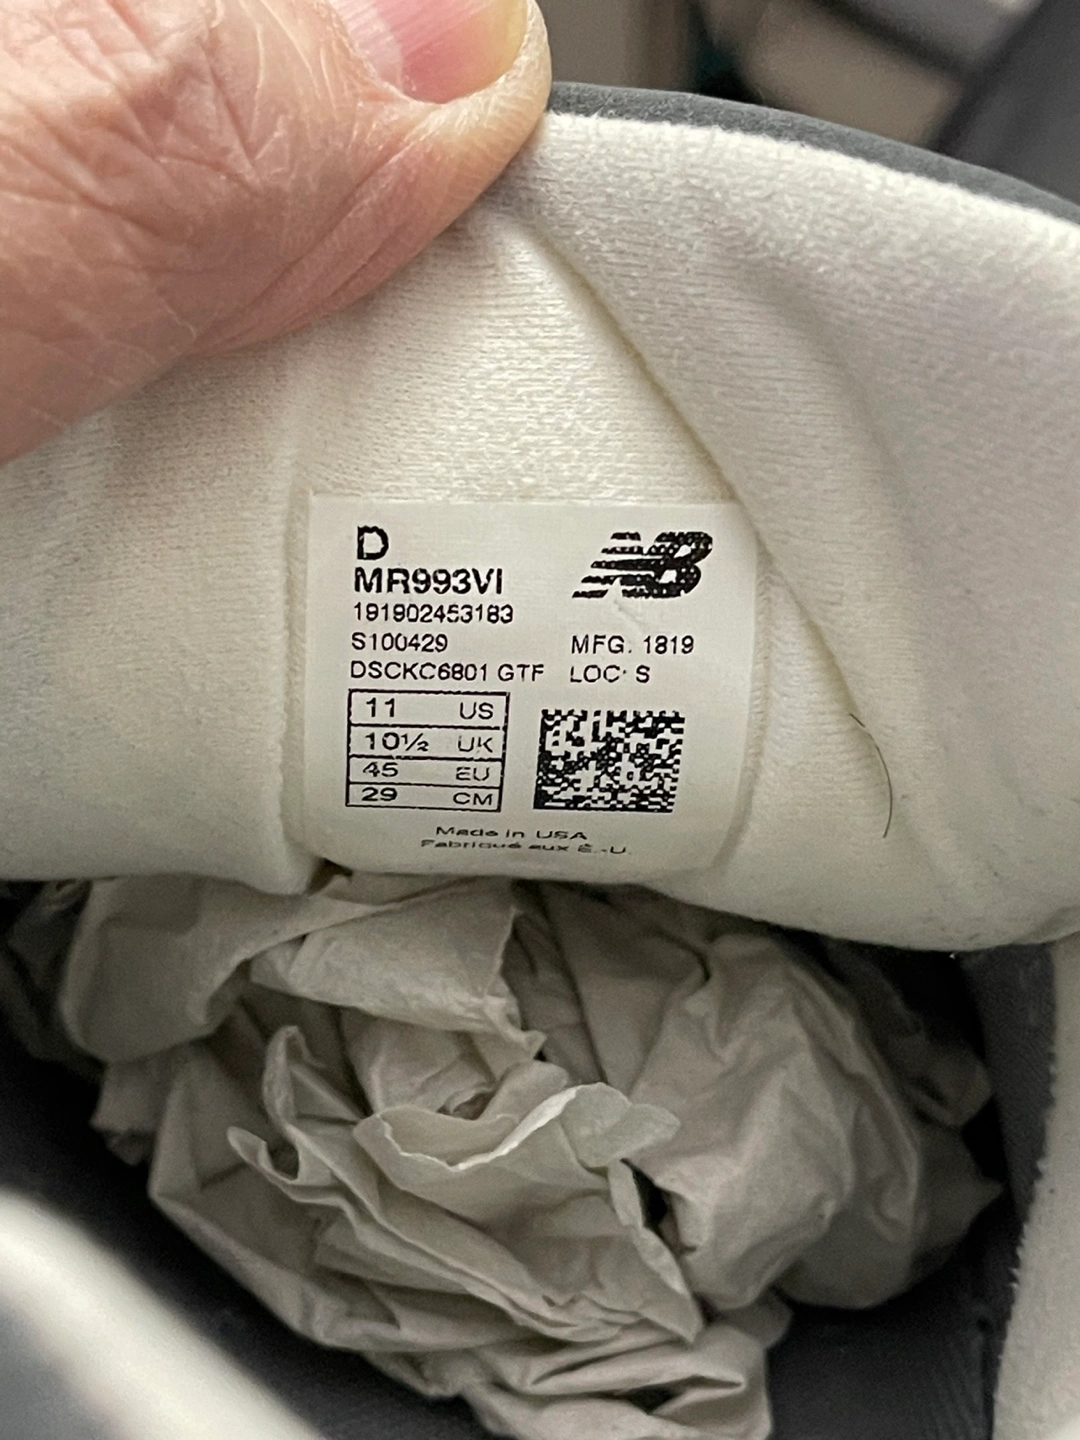 D
NB
MR993VI
191902453183
S100429 MFG. 1819
DSCKC6801 GTF LOC: S
11 US
10½ UK
45 EU
29 CM
Made in USA
Fabriqué aux É.-U.